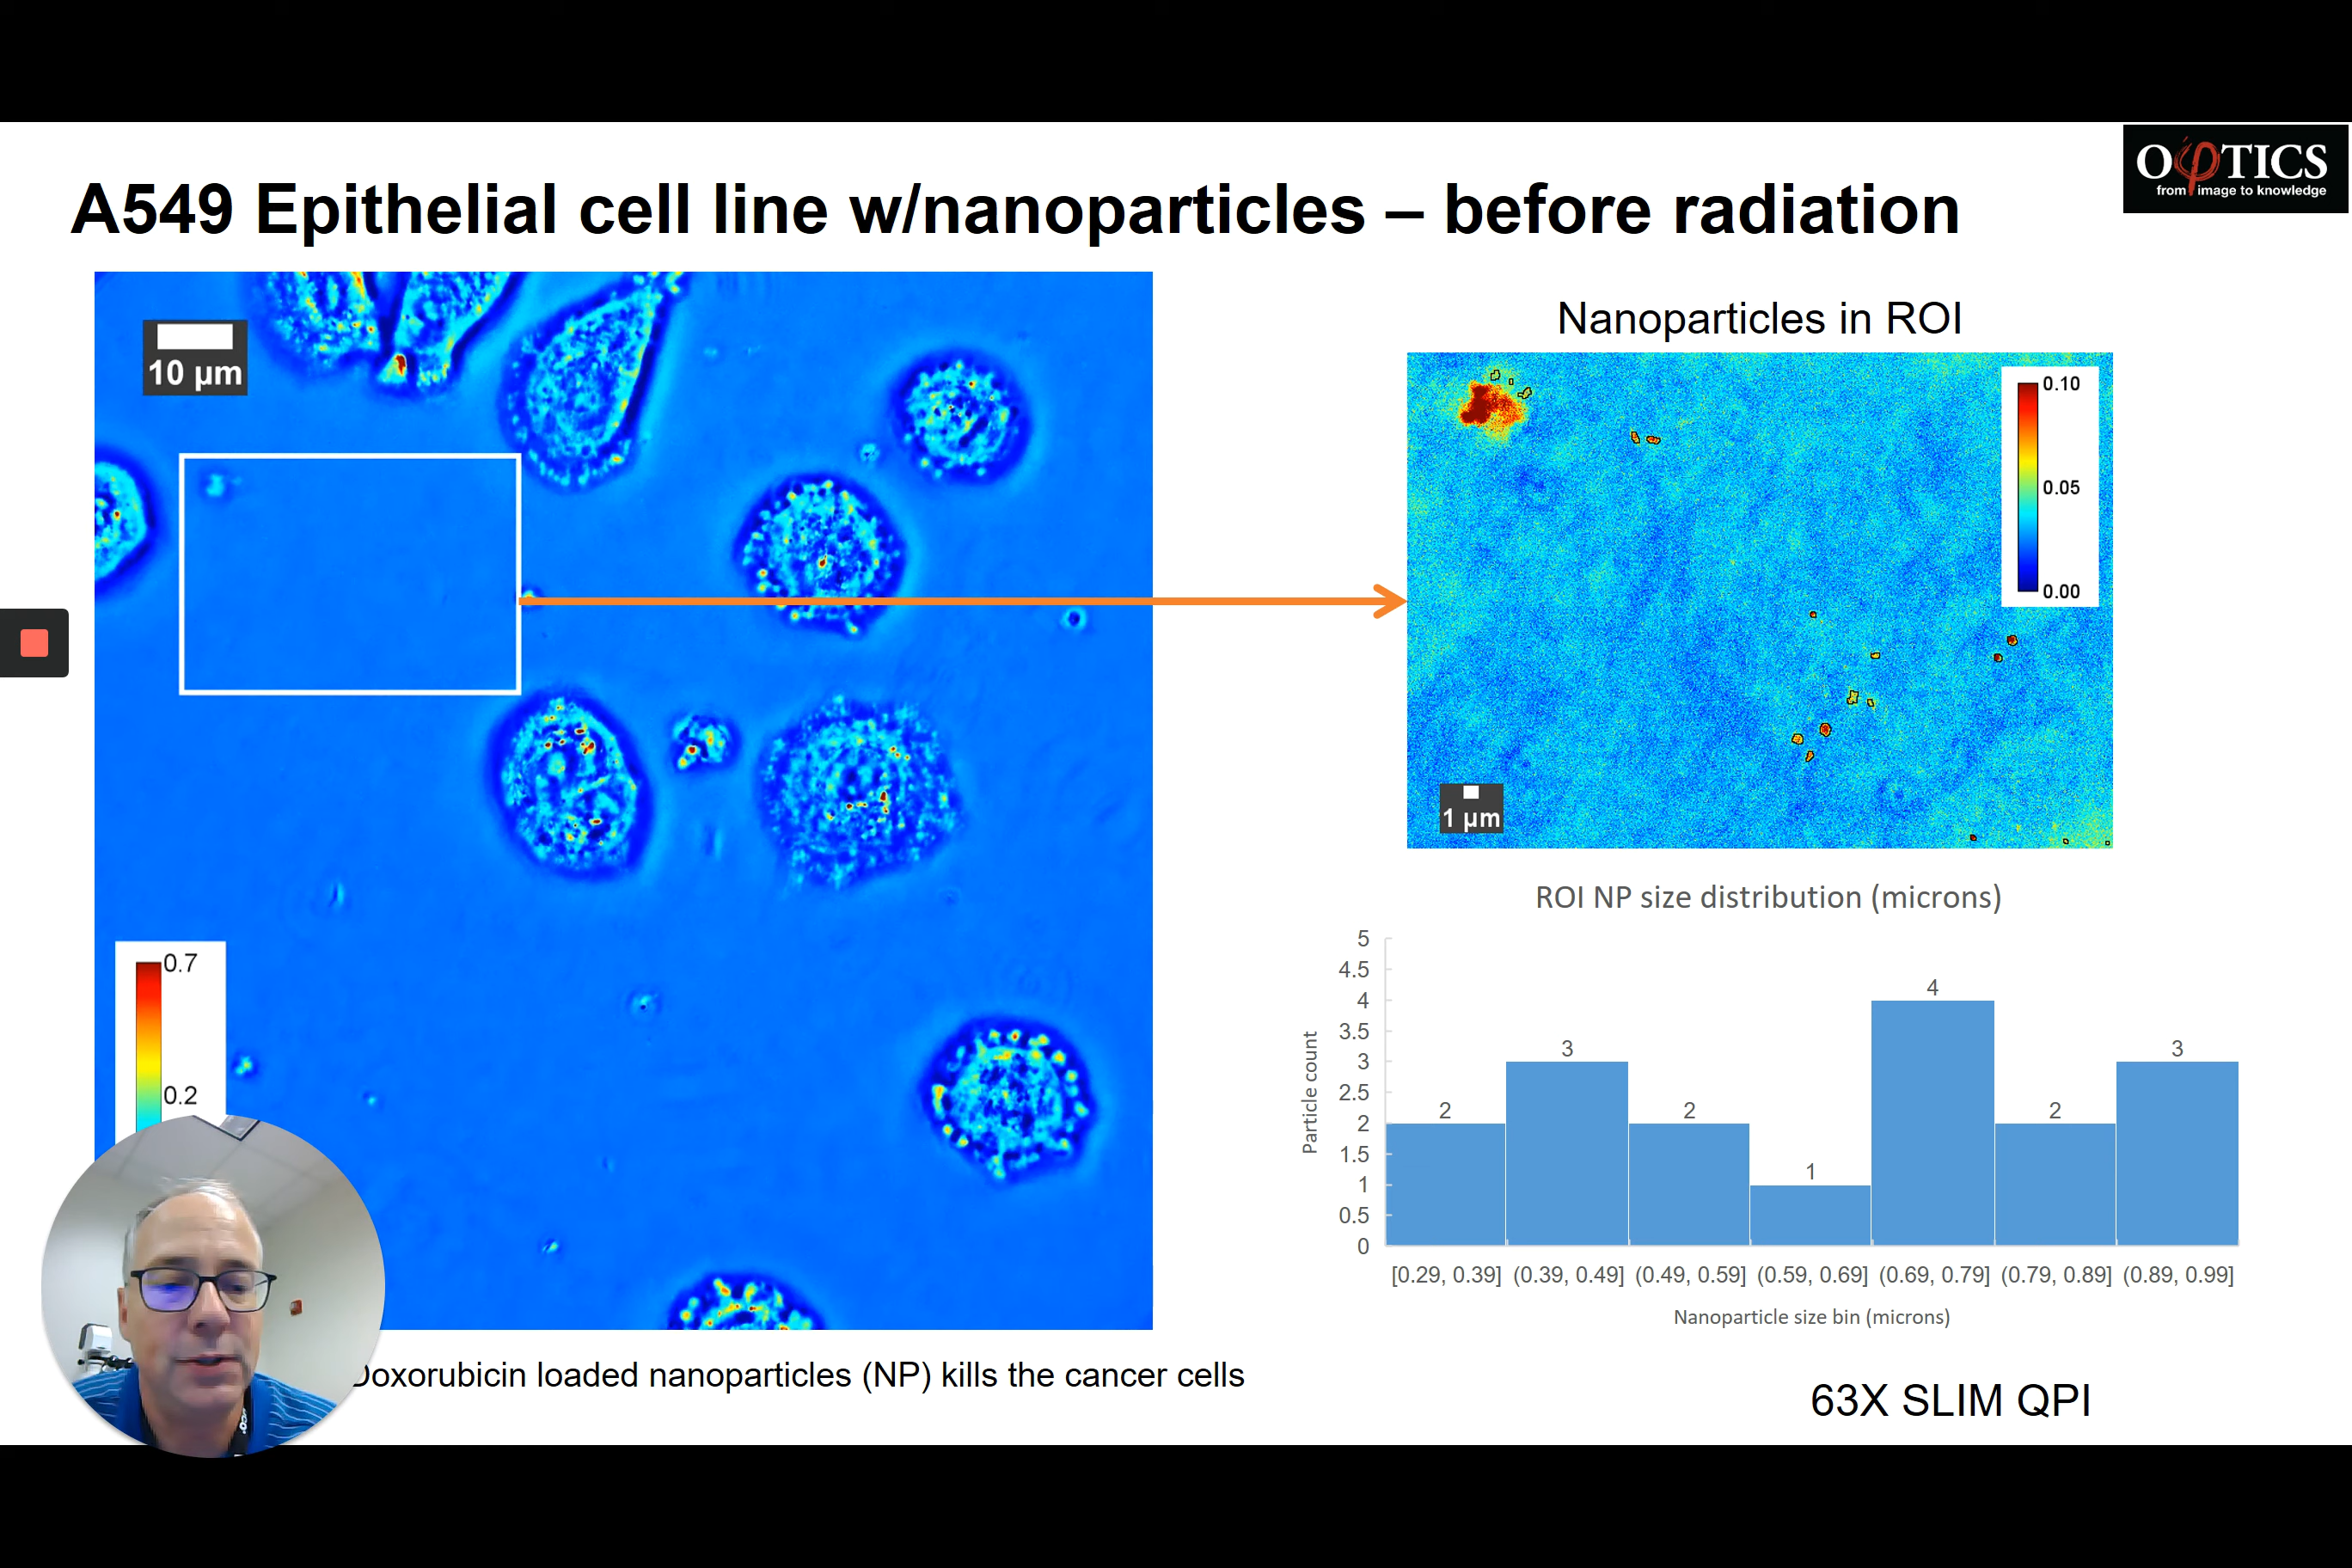 OφTICS
from image to knowledge
A549 Epithelial cell line w/nanoparticles – before radiation
10 µm
0.7
0.2
Nanoparticles in ROI
0.10
0.05
0.00
1 µm
ROI NP size distribution (microns)
Particle count
5
4.5
4
3.5
3
2.5
2
1.5
1
0.5
0
2
3
2
1
4
2
3
[0.29, 0.39] (0.39, 0.49] (0.49, 0.59] (0.59, 0.69] (0.69, 0.79] (0.79, 0.89] (0.89, 0.99]
Nanoparticle size bin (microns)
Doxorubicin loaded nanoparticles (NP) kills the cancer cells
63X SLIM QPI